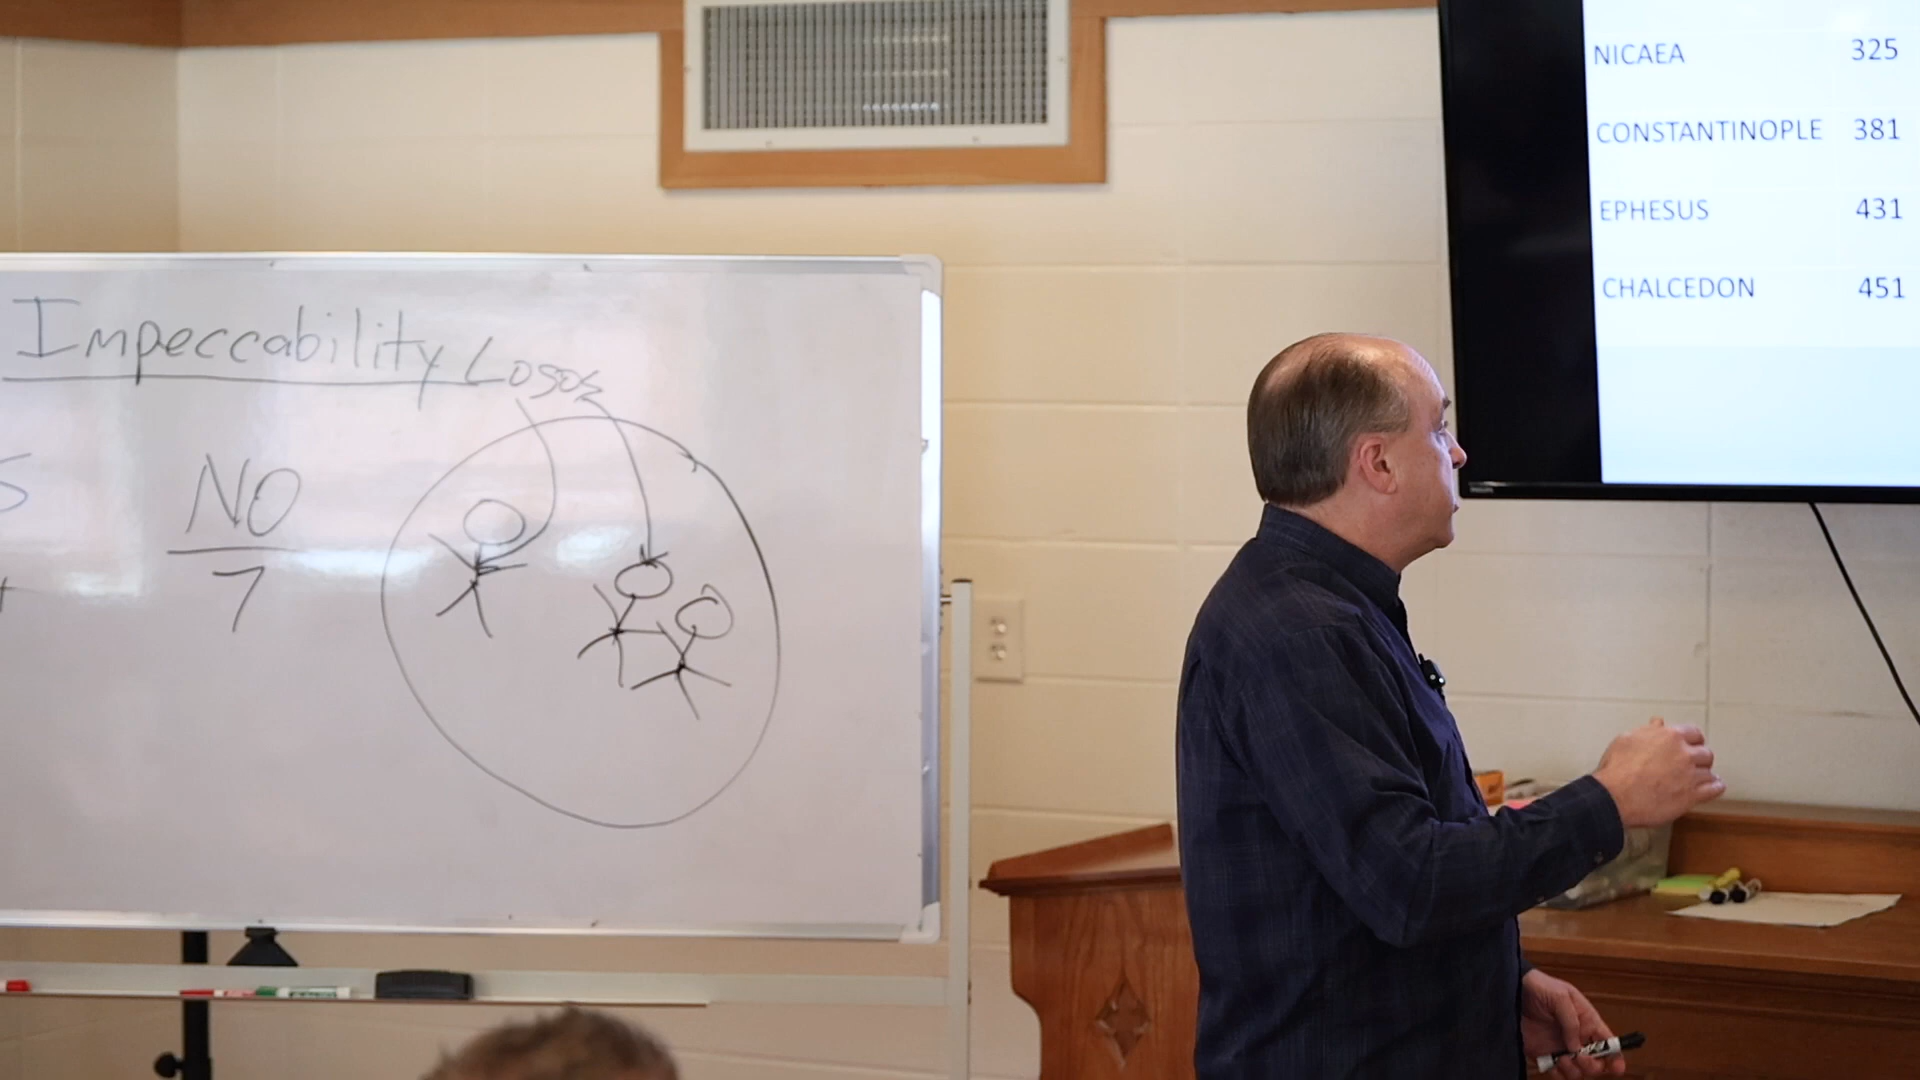 Impeccability Logos
S
NO
7
NICAEA 325
CONSTANTINOPLE 381
EPHESUS 431
CHALCEDON 451